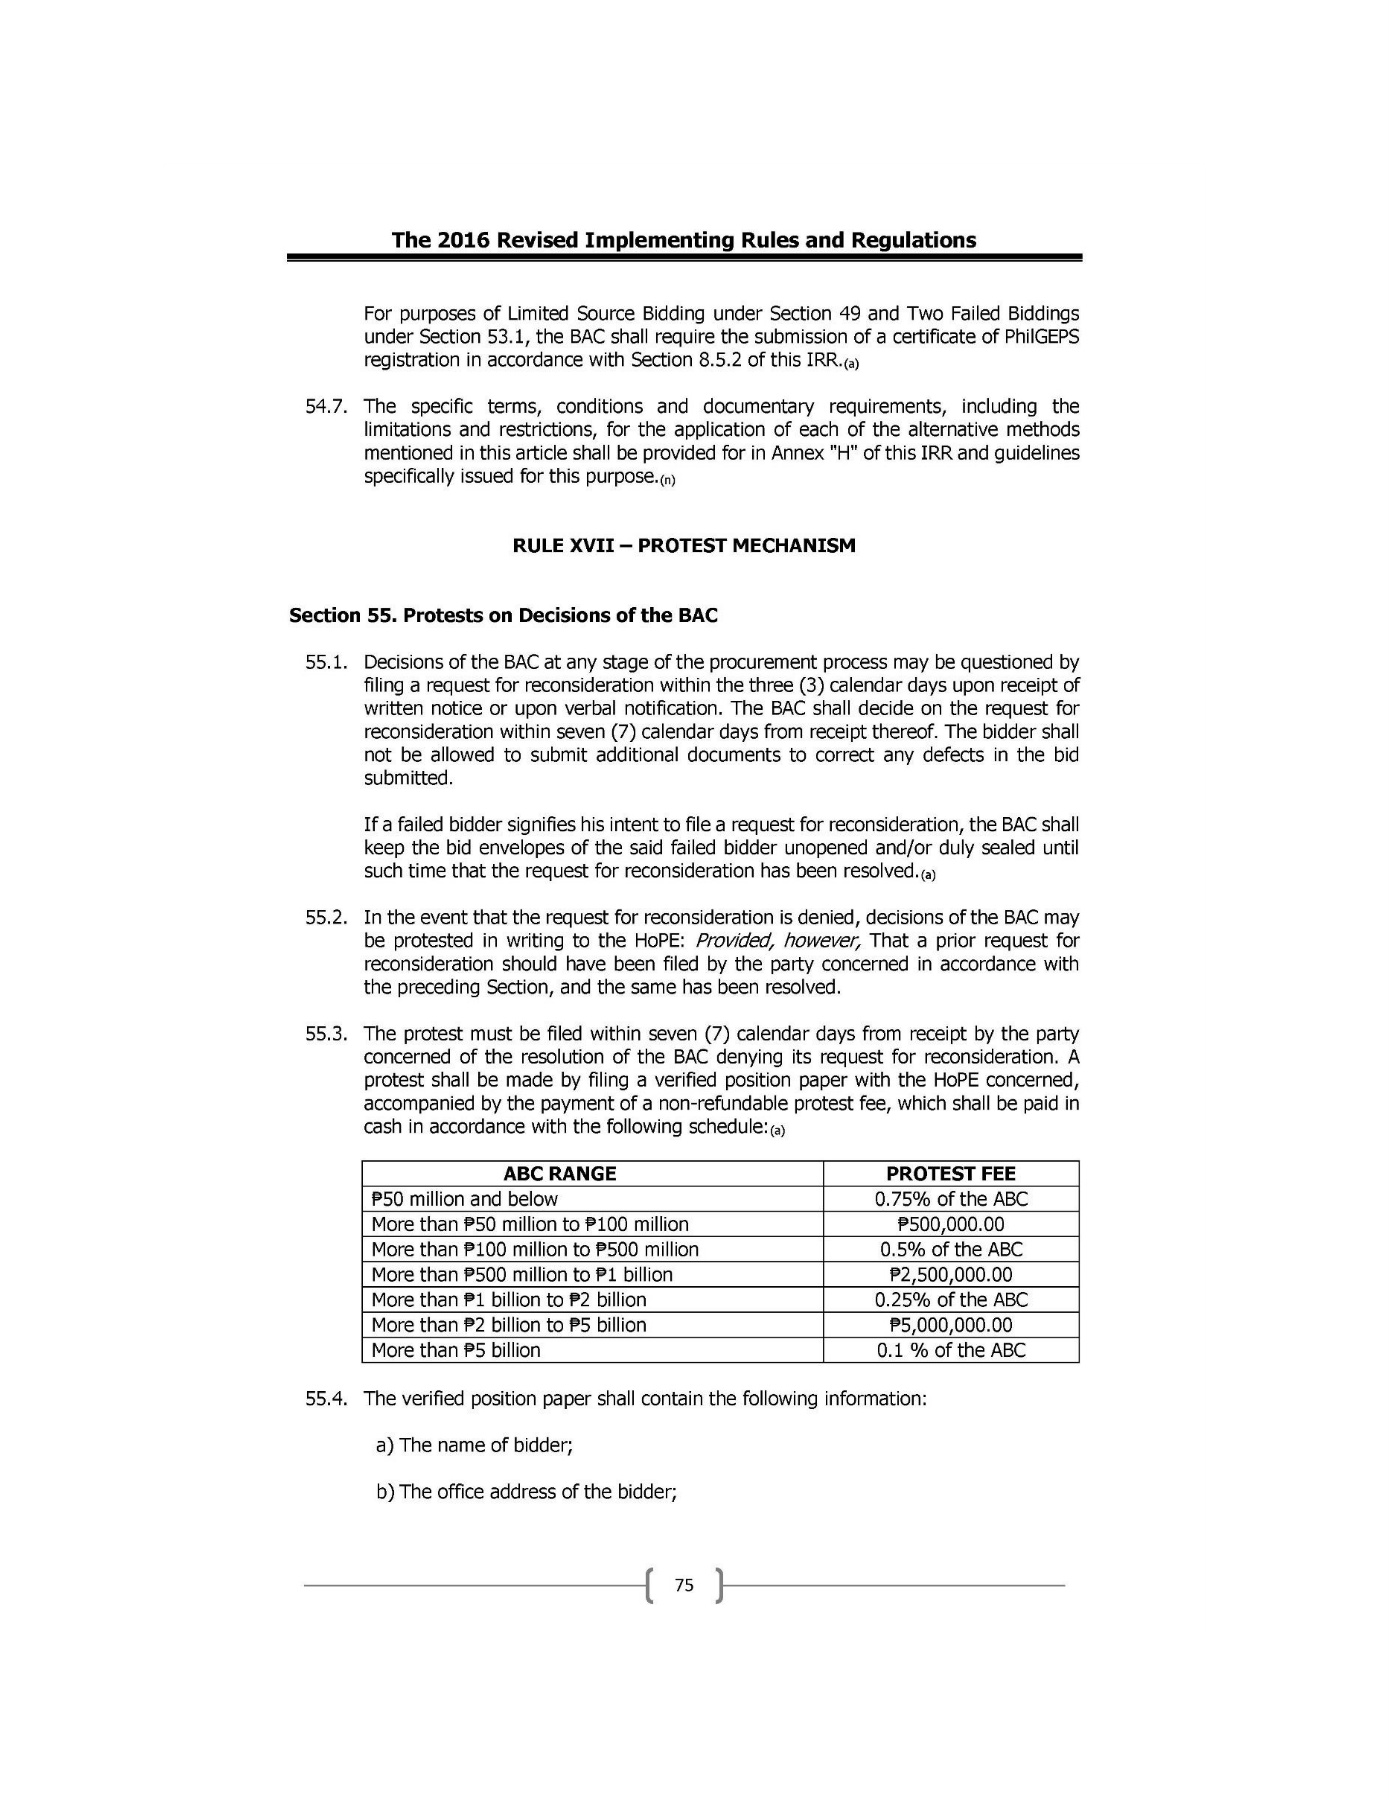 The 2016 Revised Implementing Rules and Regulations
For purposes of Limited Source Bidding under Section 49 and Two Failed Biddings
under Section 53.1, the BAC shall require the submission of a certificate of PhilGEPS
registration in accordance with Section 8.5.2 of this IRR.(a)
54.7. The specific terms, conditions and documentary requirements, including the
limitations and restrictions, for the application of each of the alternative methods
mentioned in this article shall be provided for in Annex "H" of this IRR and guidelines
specifically issued for this purpose.(n)
RULE XVII – PROTEST MECHANISM
Section 55. Protests on Decisions of the BAC
55.1. Decisions of the BAC at any stage of the procurement process may be questioned by
filing a request for reconsideration within the three (3) calendar days upon receipt of
written notice or upon verbal notification. The BAC shall decide on the request for
reconsideration within seven (7) calendar days from receipt thereof. The bidder shall
not be allowed to submit additional documents to correct any defects in the bid
submitted.
If a failed bidder signifies his intent to file a request for reconsideration, the BAC shall
keep the bid envelopes of the said failed bidder unopened and/or duly sealed until
such time that the request for reconsideration has been resolved.(a)
55.2. In the event that the request for reconsideration is denied, decisions of the BAC may
be protested in writing to the HoPE: Provided, however, That a prior request for
reconsideration should have been filed by the party concerned in accordance with
the preceding Section, and the same has been resolved.
55.3. The protest must be filed within seven (7) calendar days from receipt by the party
concerned of the resolution of the BAC denying its request for reconsideration. A
protest shall be made by filing a verified position paper with the HoPE concerned,
accompanied by the payment of a non-refundable protest fee, which shall be paid in
cash in accordance with the following schedule:(a)
ABC RANGE PROTEST FEE
₱50 million and below 0.75% of the ABC
More than ₱50 million to ₱100 million ₱500,000.00
More than ₱100 million to ₱500 million 0.5% of the ABC
More than ₱500 million to ₱1 billion ₱2,500,000.00
More than ₱1 billion to ₱2 billion 0.25% of the ABC
More than ₱2 billion to ₱5 billion ₱5,000,000.00
More than ₱5 billion 0.1 % of the ABC
55.4. The verified position paper shall contain the following information:
a) The name of bidder;
b) The office address of the bidder;
75